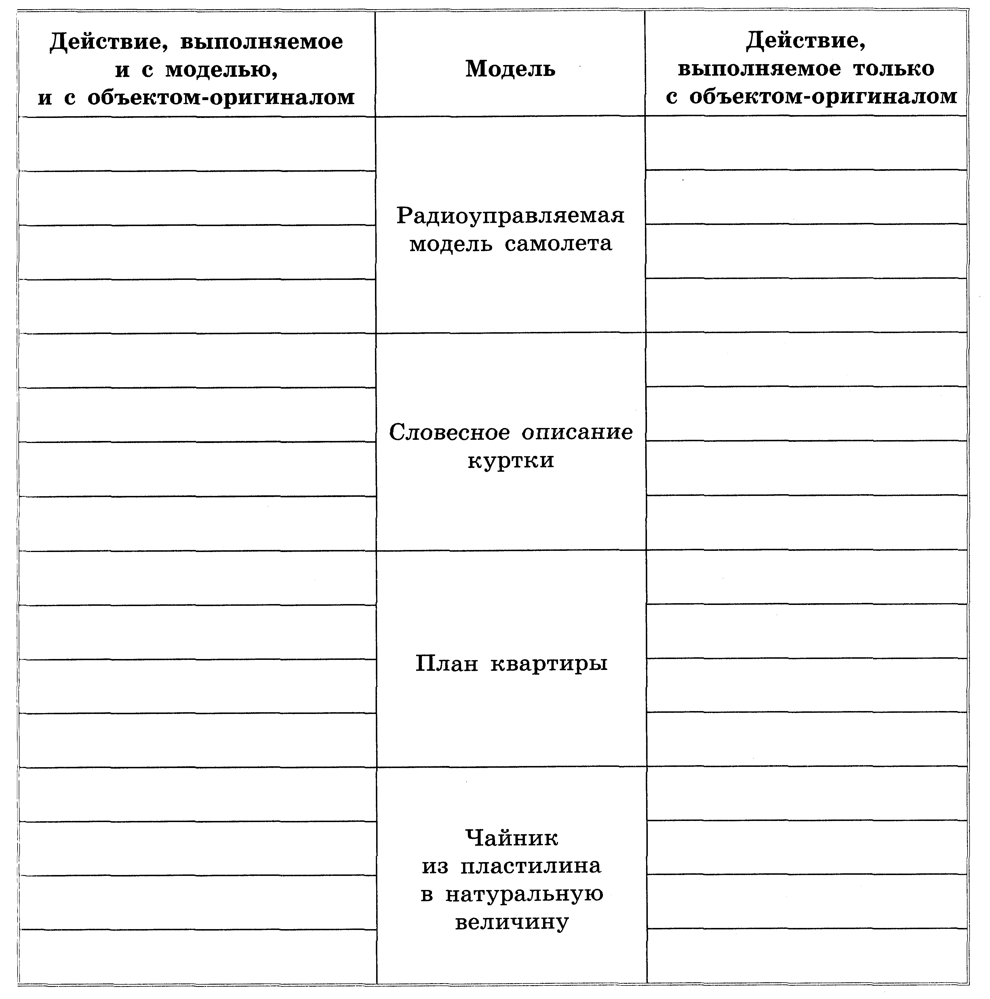 Действие, выполняемое
и с моделью,
и с объектом-оригиналом
Модель
Действие,
выполняемое только
с объектом-оригиналом
Радиоуправляемая
модель самолета
Словесное описание
куртки
План квартиры
Чайник
из пластилина
в натуральную
величину